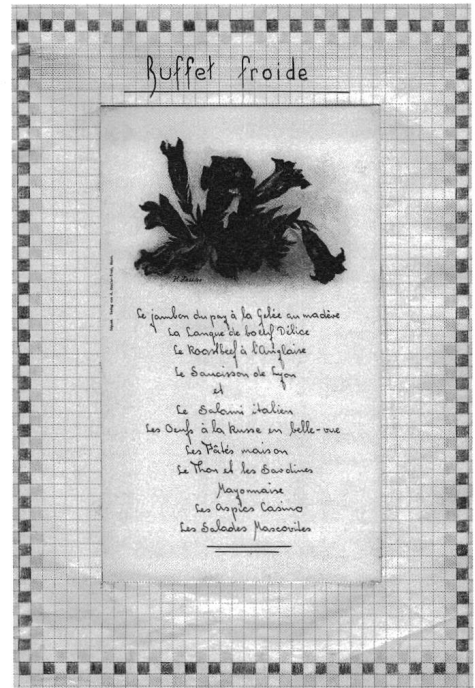 Buffet froide
Le jambon du pay à la Gelée au madère
La Langue de boeuf Délice
Le Roastbeef à l'Anglaise
Le Saucisson de Lyon
et
Le Salami italien
Les Oeufs à la Russe en belle-vue
Les Pâtés maison
Le Thon et les Sardines
Mayonnaise
Les Aspics Casino
Les Salades Moscovites